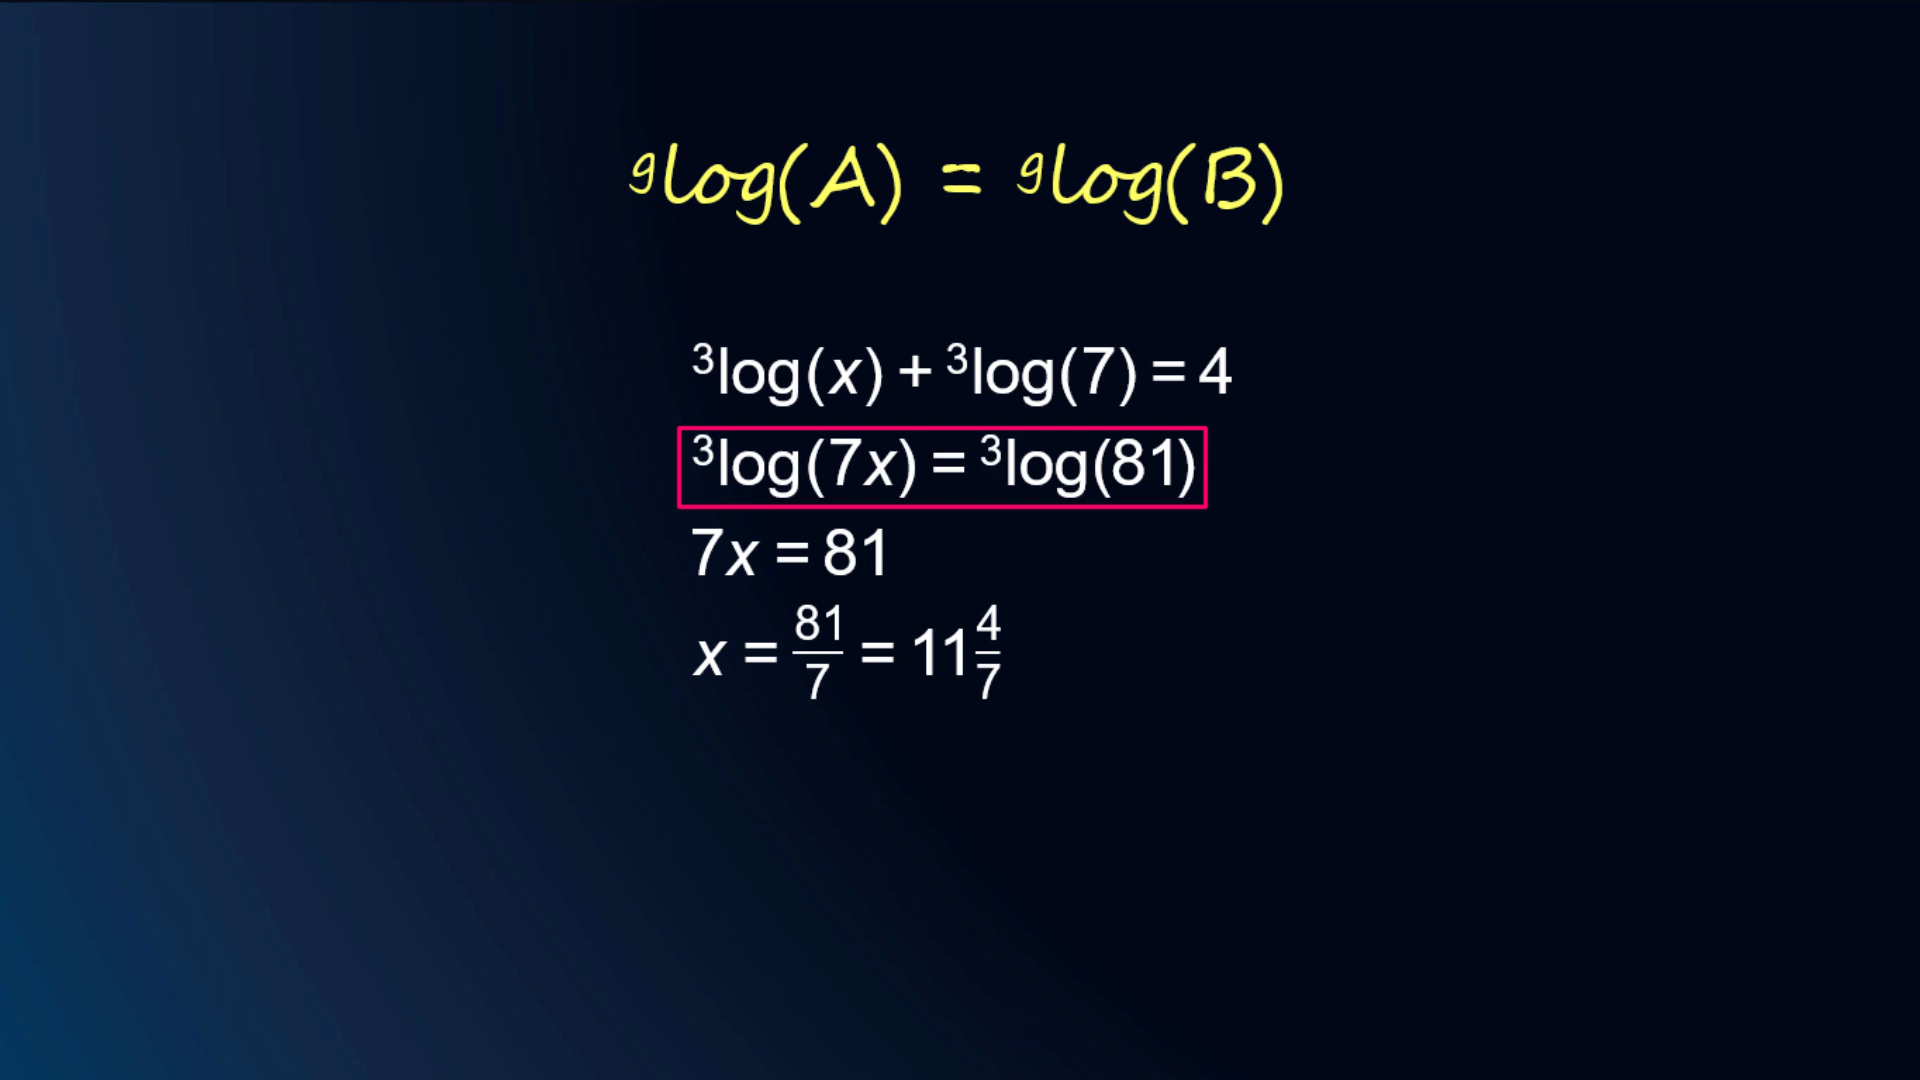 ᵍlog(A) = ᵍlog(B)
³log(x) + ³log(7) = 4
³log(7x) = ³log(81)
7x = 81
x = 81/7 = 11 4/7